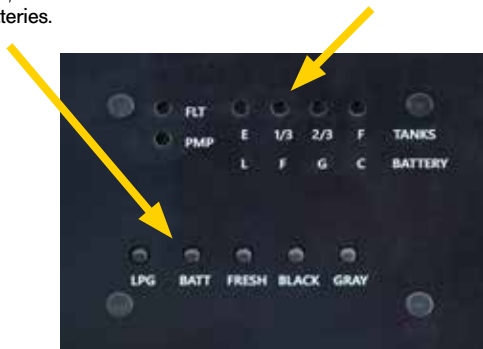 teries.
FLT E 1/3 2/3 F TANKS
PMP L F G C BATTERY
LPG BATT FRESH BLACK GRAY